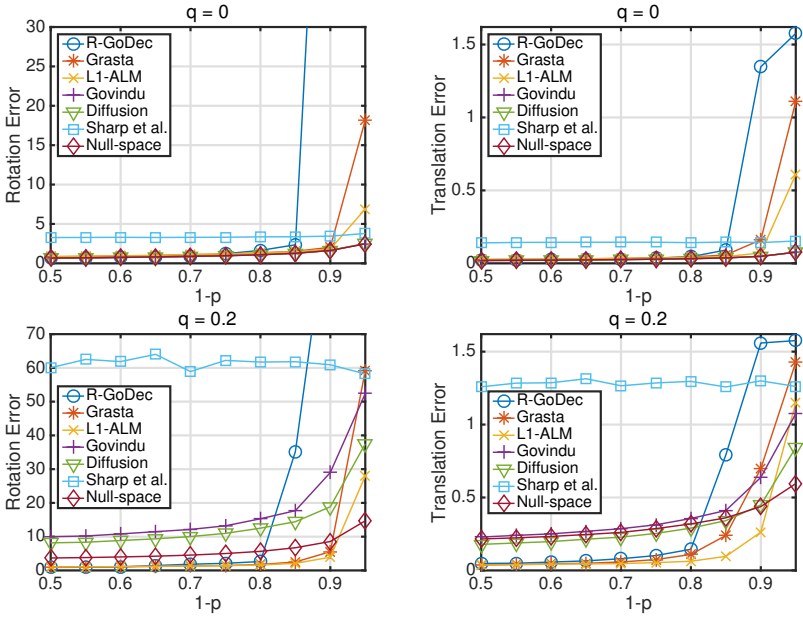 q = 0
Rotation Error
30
25
20
15
10
5
0
R-GoDec
Grasta
L1-ALM
Govindu
Diffusion
Sharp et al.
Null-space
0.5 0.6 0.7 0.8 0.9
1-p
q = 0
Translation Error
1.5
1
0.5
0
R-GoDec
Grasta
L1-ALM
Govindu
Diffusion
Sharp et al.
Null-space
0.5 0.6 0.7 0.8 0.9
1-p
q = 0.2
Rotation Error
70
60
50
40
30
20
10
0
R-GoDec
Grasta
L1-ALM
Govindu
Diffusion
Sharp et al.
Null-space
0.5 0.6 0.7 0.8 0.9
1-p
q = 0.2
Translation Error
1.5
1
0.5
0
R-GoDec
Grasta
L1-ALM
Govindu
Diffusion
Sharp et al.
Null-space
0.5 0.6 0.7 0.8 0.9
1-p